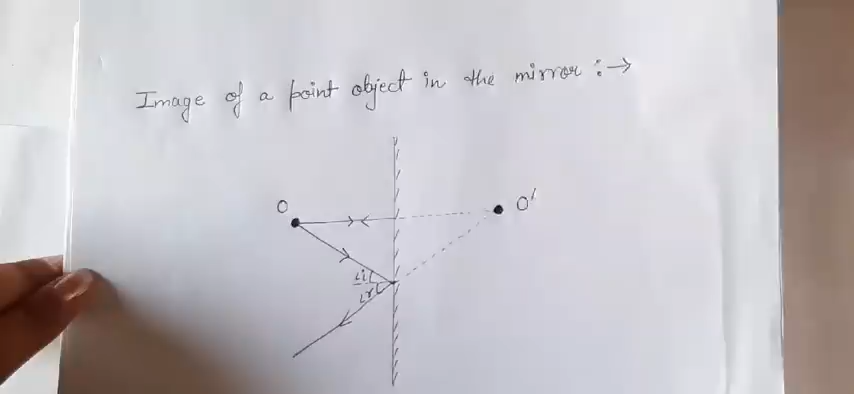 Image of a point object in the mirror :→
O
O'
∠i
∠r